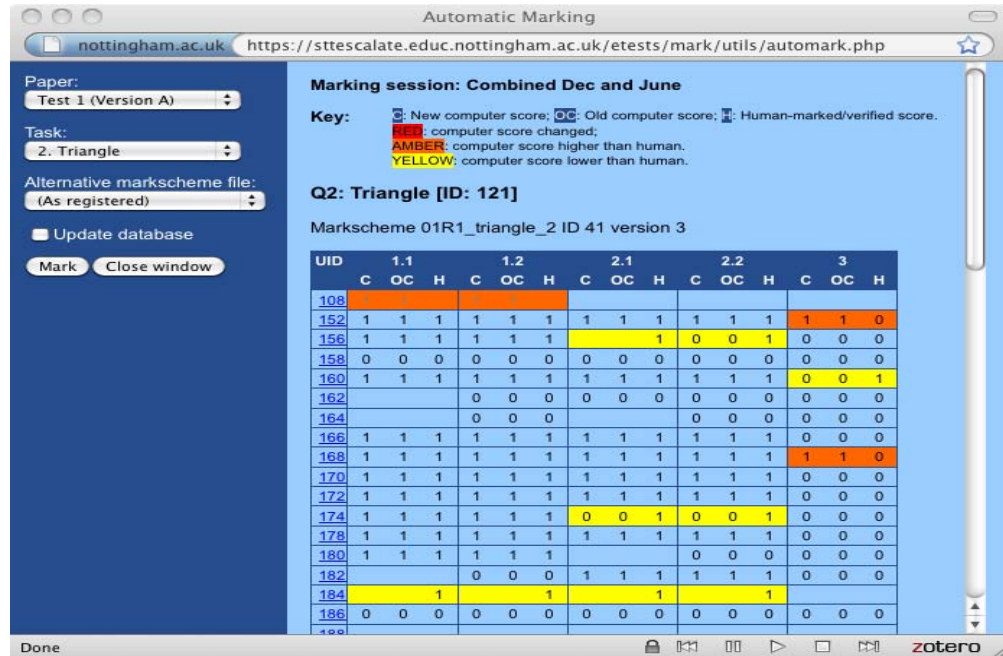 Automatic Marking
nottingham.ac.uk https://sttescalate.educ.nottingham.ac.uk/etests/mark/utils/automark.php
Paper:
Test 1 (Version A)
Task:
2. Triangle
Alternative markscheme file:
(As registered)
Update database
Mark Close window
Marking session: Combined Dec and June
Key: C: New computer score; OC: Old computer score; H: Human-marked/verified score.
RED: computer score changed;
AMBER: computer score higher than human.
YELLOW: computer score lower than human.
Q2: Triangle [ID: 121]
Markscheme 01R1_triangle_2 ID 41 version 3
UID 1.1 1.2 2.1 2.2 3
C OC H C OC H C OC H C OC H C OC H
108 1 1 1 1
152 1 1 1 1 1 1 1 1 1 1 1 1 1 1 0
156 1 1 1 1 1 1 1 0 0 1 0 0 0
158 0 0 0 0 0 0 0 0 0 0 0 0 0 0 0
160 1 1 1 1 1 1 1 1 1 1 1 1 0 0 1
162 0 0 0 0 0 0 0 0 0 0 0 0
164 0 0 0 0 0 0 0 0 0
166 1 1 1 1 1 1 1 1 1 1 1 1 0 0 0
168 1 1 1 1 1 1 1 1 1 1 1 1 1 1 0
170 1 1 1 1 1 1 1 1 1 1 1 1 0 0 0
172 1 1 1 1 1 1 1 1 1 1 1 1 0 0 0
174 1 1 1 1 1 1 0 0 1 0 0 1 0 0 0
178 1 1 1 1 1 1 1 1 1 1 1 1 0 0 0
180 1 1 1 1 1 1 0 0 0 0 0 0
182 0 0 0 1 1 1 1 1 1 0 0 0
184 1 1 1 1
186 0 0 0 0 0 0 0 0 0 0 0 0 0 0 0
Done zotero